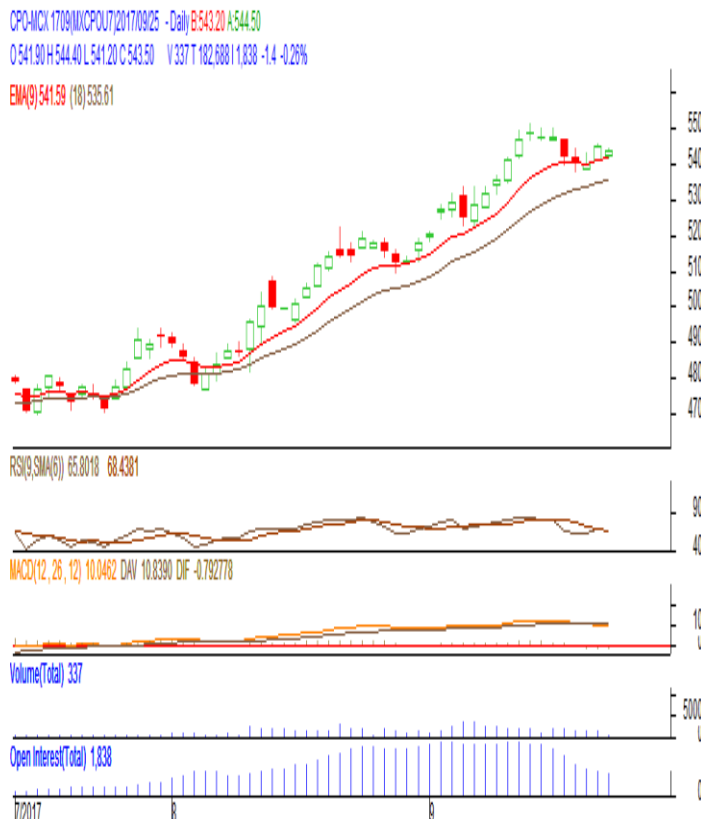 CPO-MCX 1709(MXCPOU7)2017/09/25 - Daily B:543.20 A:544.50
O 541.90 H 544.40 L 541.20 C 543.50 V 337 T 182,688 I 1,838 -1.4 -0.26%
EMA(9) 541.59 (18) 535.61
550
540
530
520
510
500
490
480
470
RSI(9,SMA(6)) 65.8018 68.4381
90
40
MACD(12, 26, 12) 10.0462 DAV 10.8390 DIF -0.792778
10
0
Volume(Total) 337
5000
0
Open Interest(Total) 1,838
0
7/2017 8 9